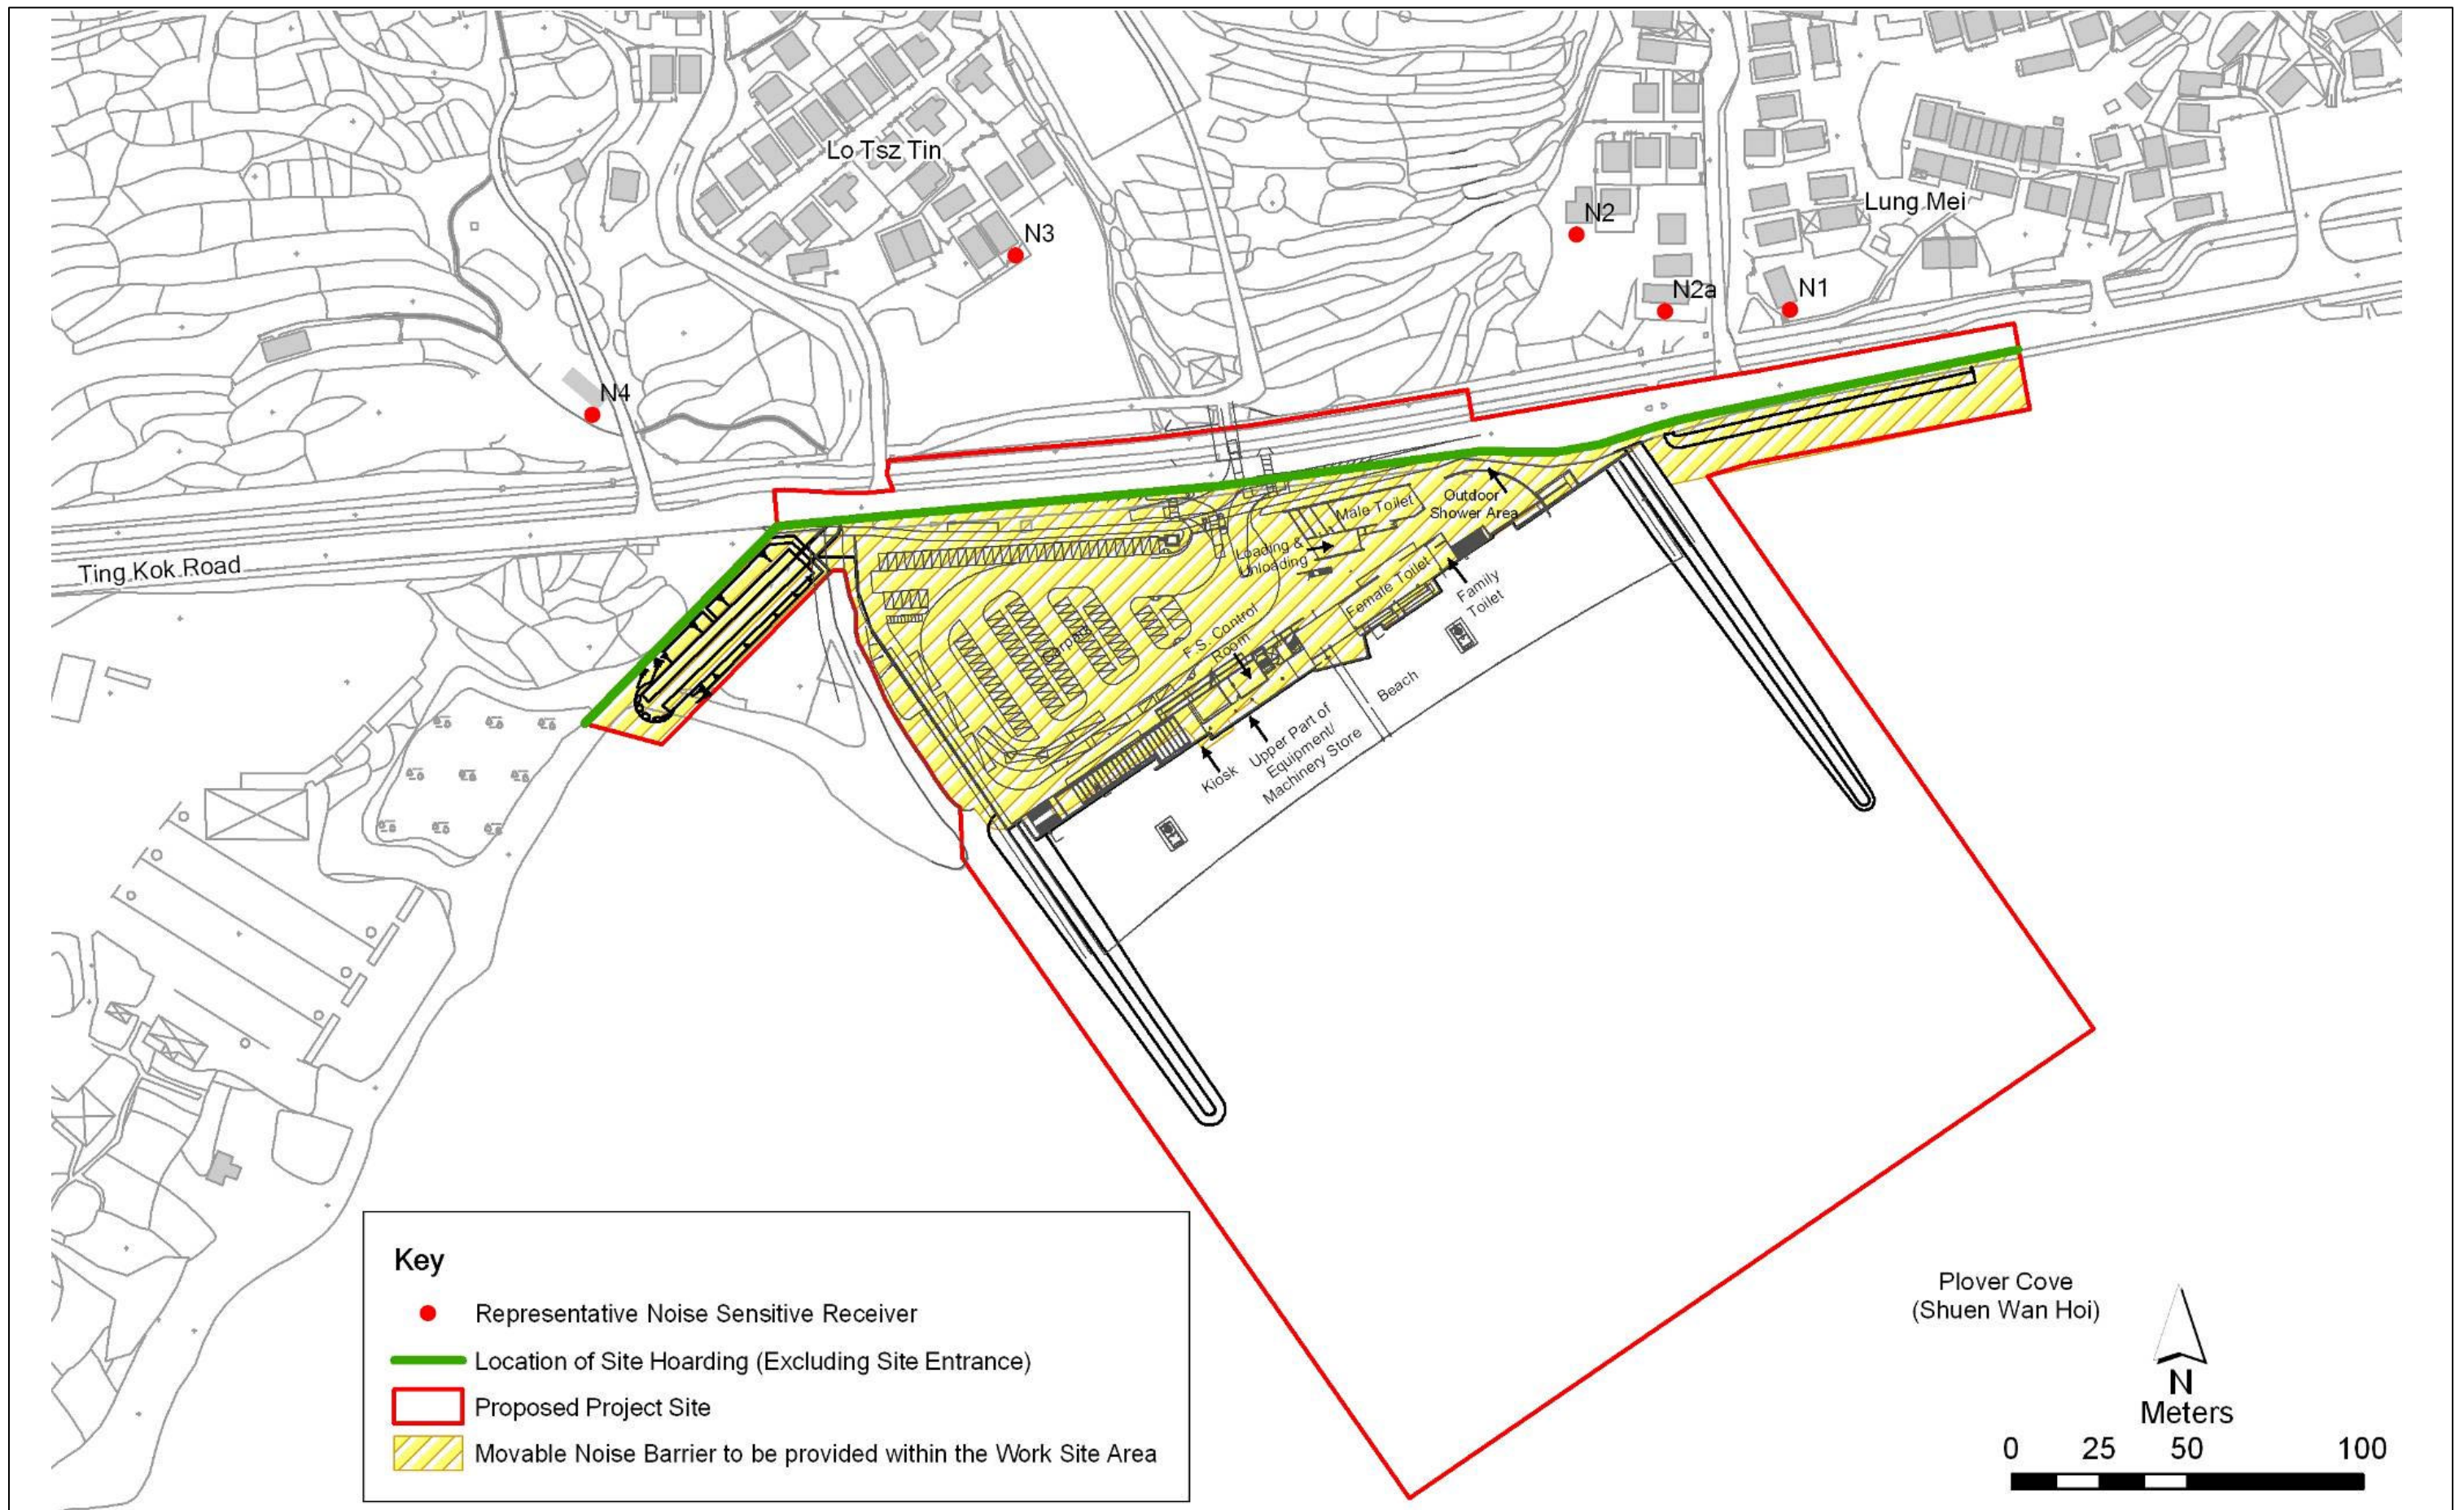 Lo Tsz Tin
Lung Mei
N3
N2
N2a
N1
N4
Ting Kok Road
Outdoor
Shower Area
Male Toilet
Loading &
Unloading
Female Toilet
Family
Toilet
F.S. Control
Room
Carpark
Beach
Kiosk
Upper Part of
Equipment/
Machinery Store
Key
Representative Noise Sensitive Receiver
Location of Site Hoarding (Excluding Site Entrance)
Proposed Project Site
Movable Noise Barrier to be provided within the Work Site Area
Plover Cove
(Shuen Wan Hoi)
N
Meters
0 25 50 100